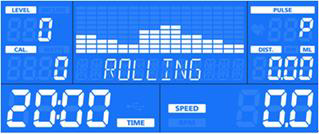 LEVEL
0
PULSE
P
CAL.
0
DIST. ML
0.00
ROLLING
20:00
TIME
SPEED
0.0